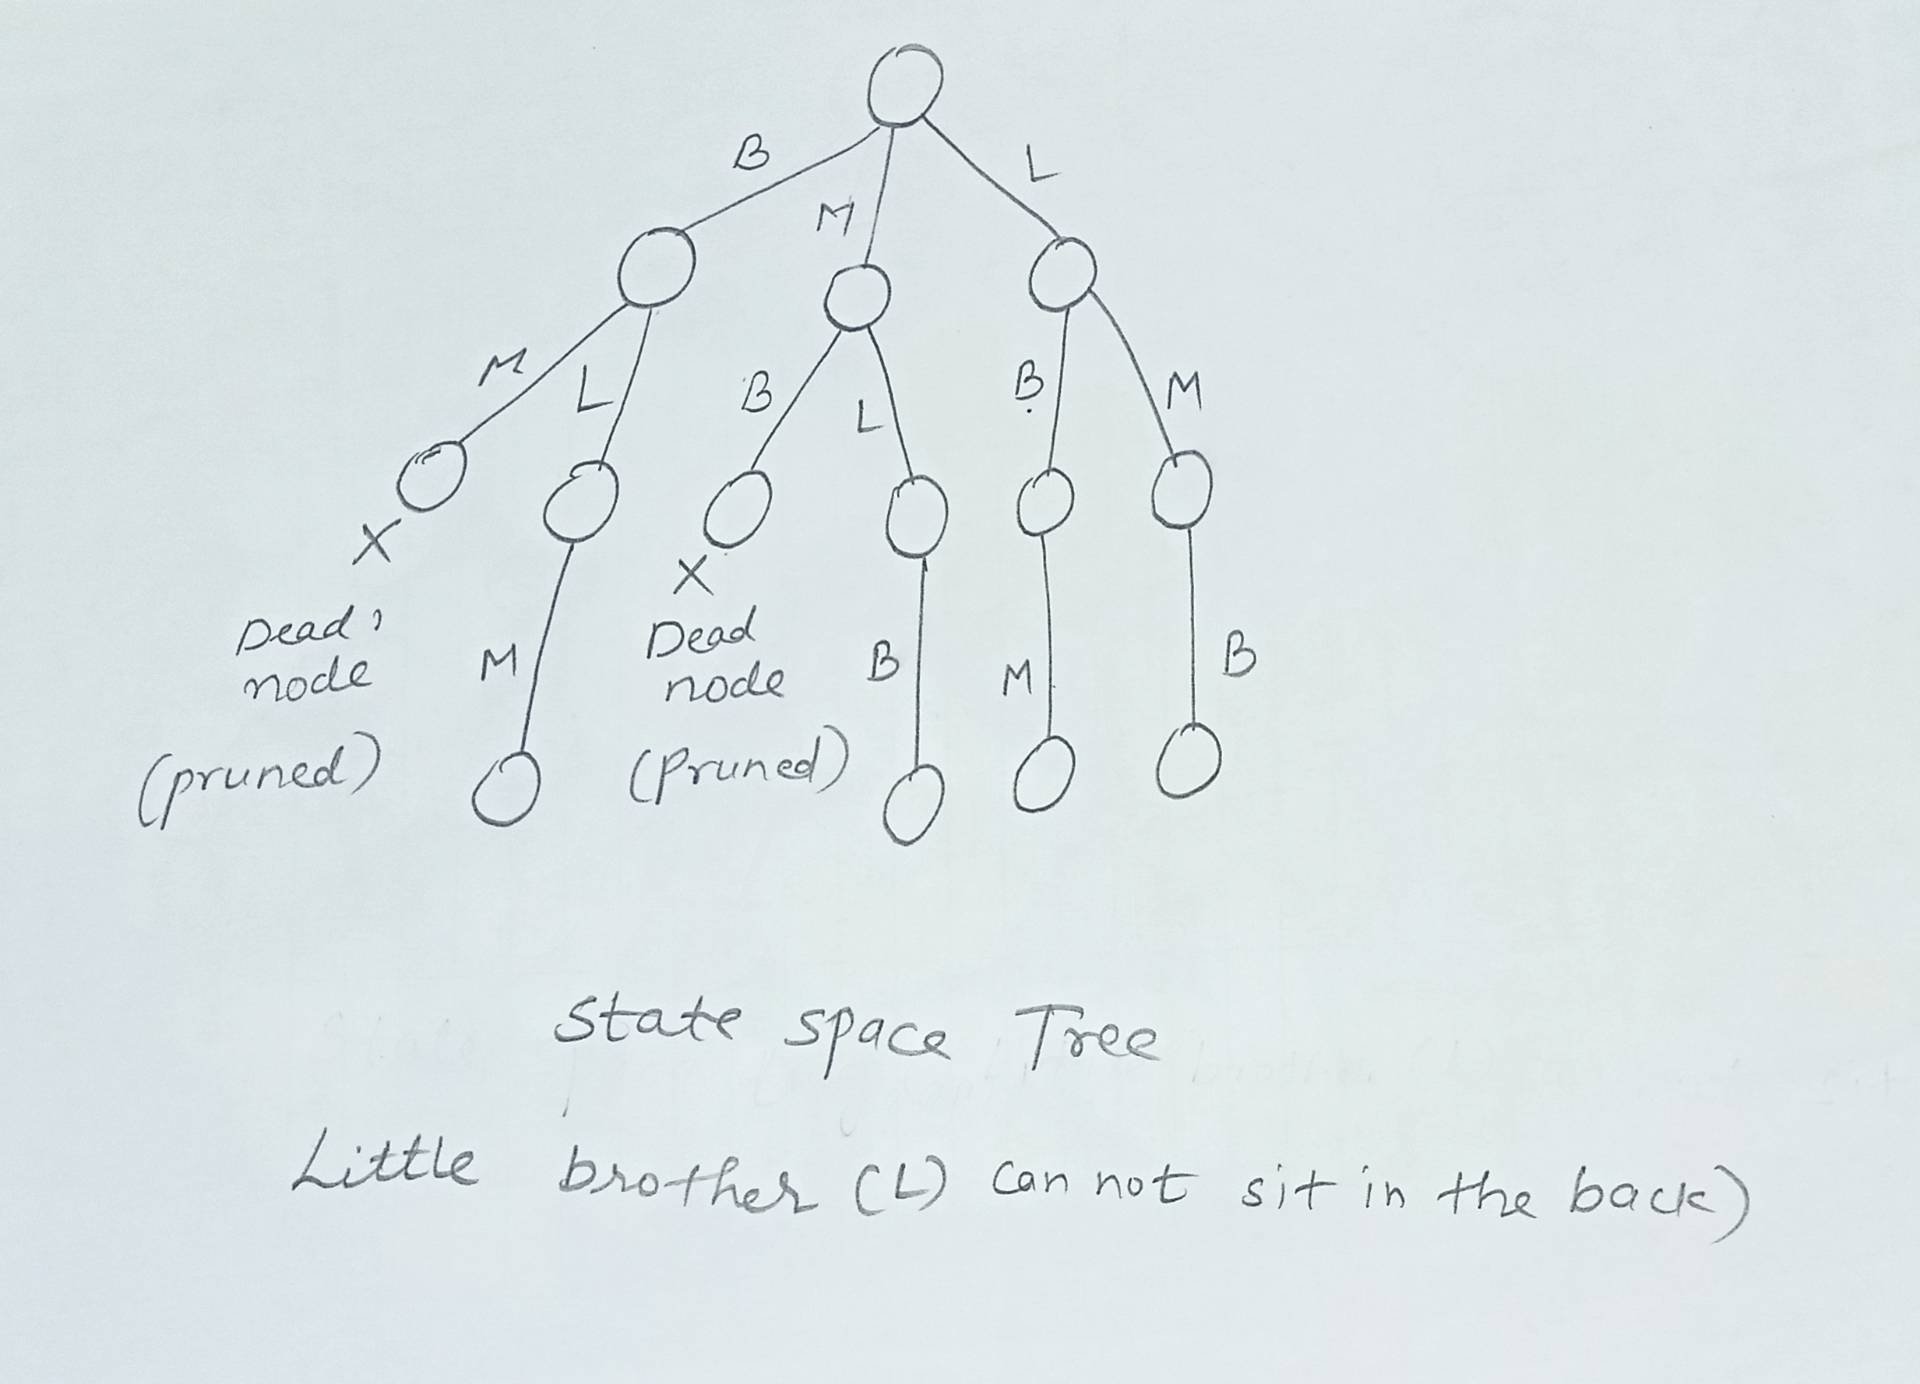 B
L
M
M
L
B
L
B
M
X
X
Dead
node
(pruned)
Dead
node
(Pruned)
M
B
M
B
State space Tree
Little brother (L) can not sit in the back)